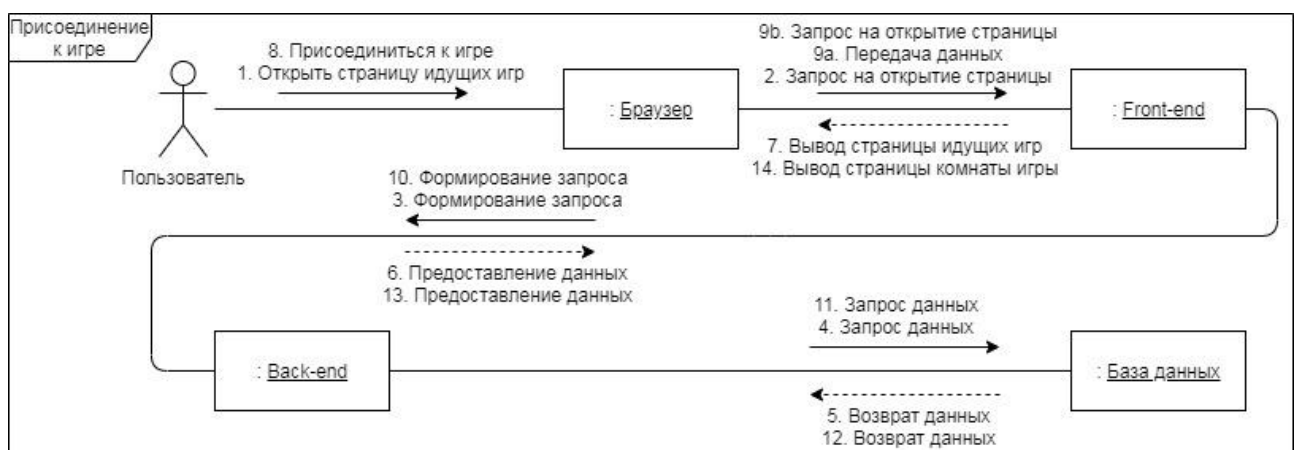 Присоединение
к игре
8. Присоединиться к игре
1. Открыть страницу идущих игр
9b. Запрос на открытие страницы
9a. Передача данных
2. Запрос на открытие страницы
: Браузер
: Front-end
7. Вывод страницы идущих игр
14. Вывод страницы комнаты игры
Пользователь
10. Формирование запроса
3. Формирование запроса
6. Предоставление данных
13. Предоставление данных
11. Запрос данных
4. Запрос данных
: Back-end
: База данных
5. Возврат данных
12. Возврат данных